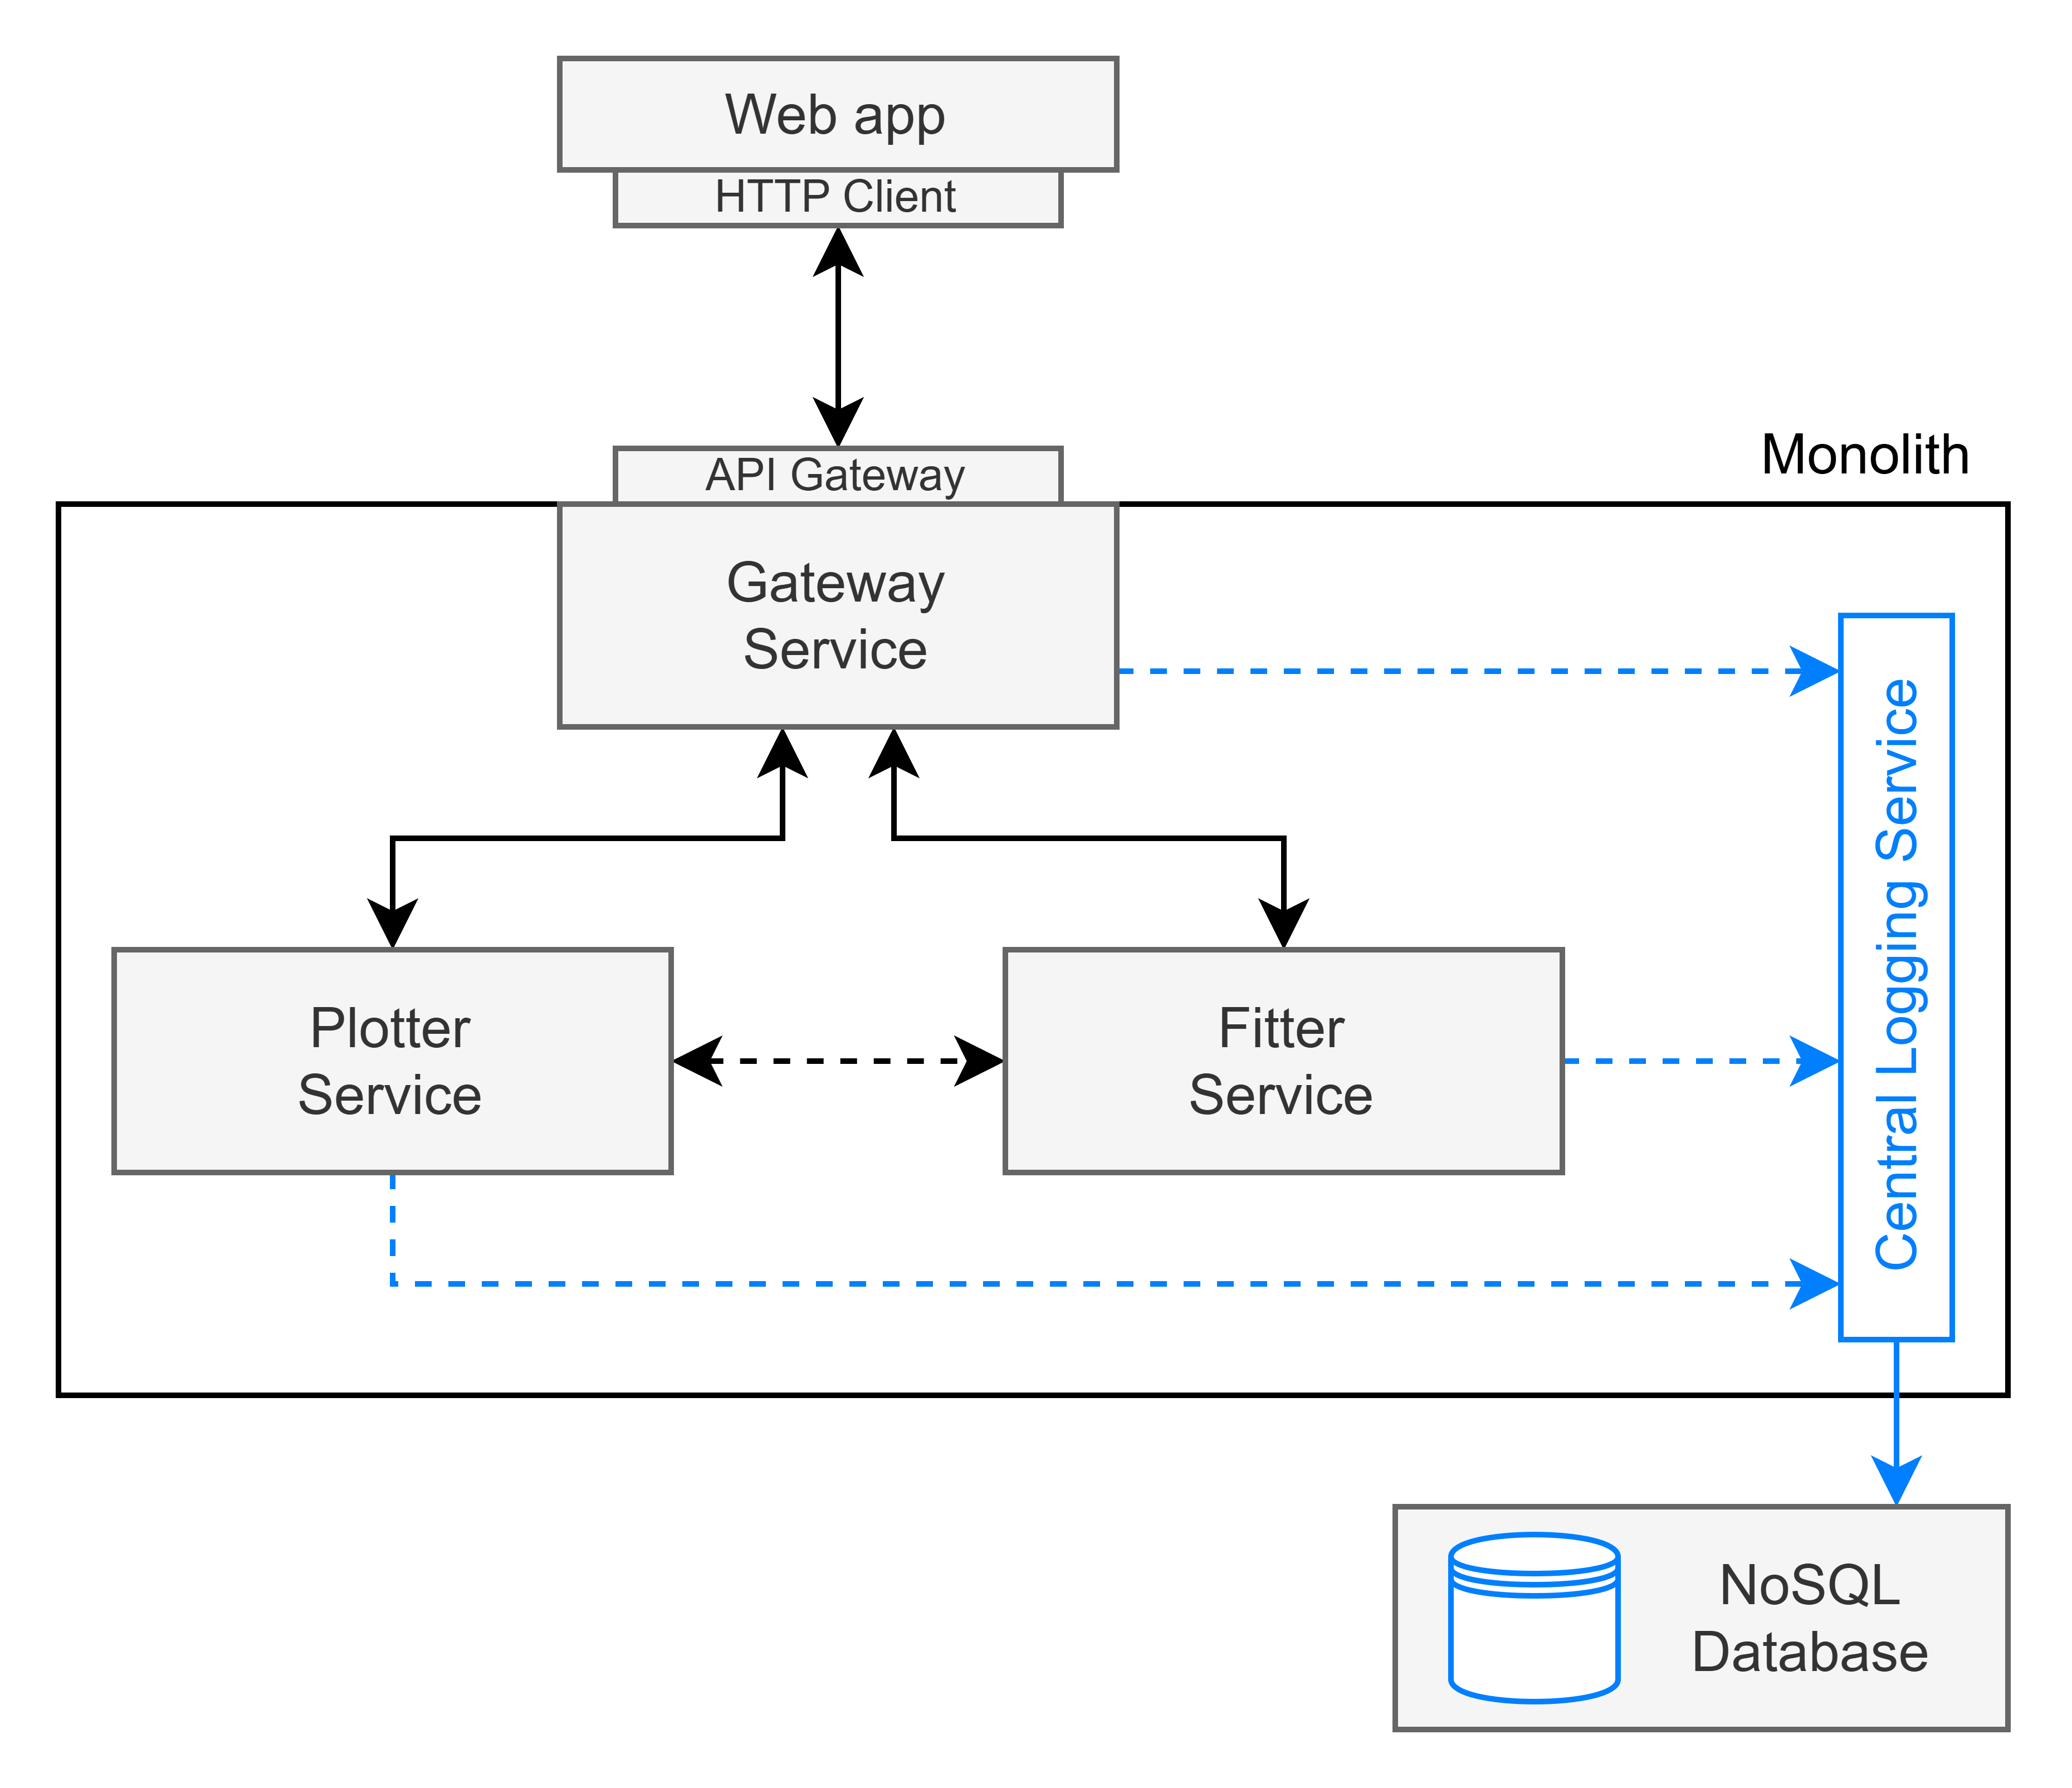 Web app
HTTP Client
API Gateway
Monolith
Gateway
Service
Plotter
Service
Fitter
Service
Central Logging Service
NoSQL
Database